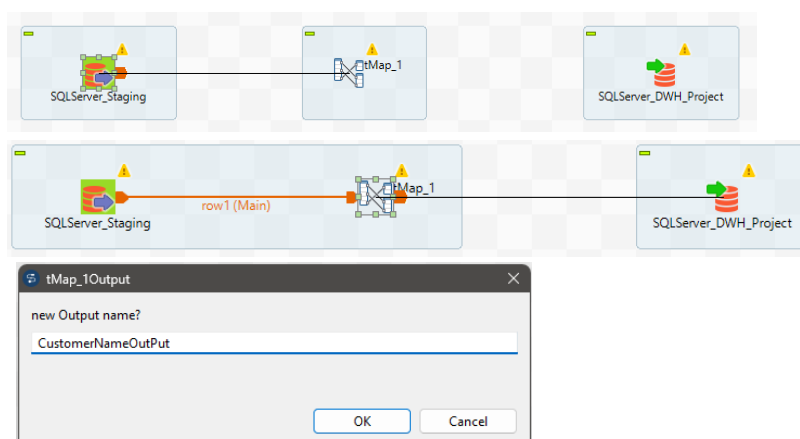 tMap_1
SQLServer_Staging
SQLServer_DWH_Project
tMap_1
row1 (Main)
SQLServer_Staging
SQLServer_DWH_Project
tMap_1Output
new Output name?
CustomerNameOutPut
OK
Cancel